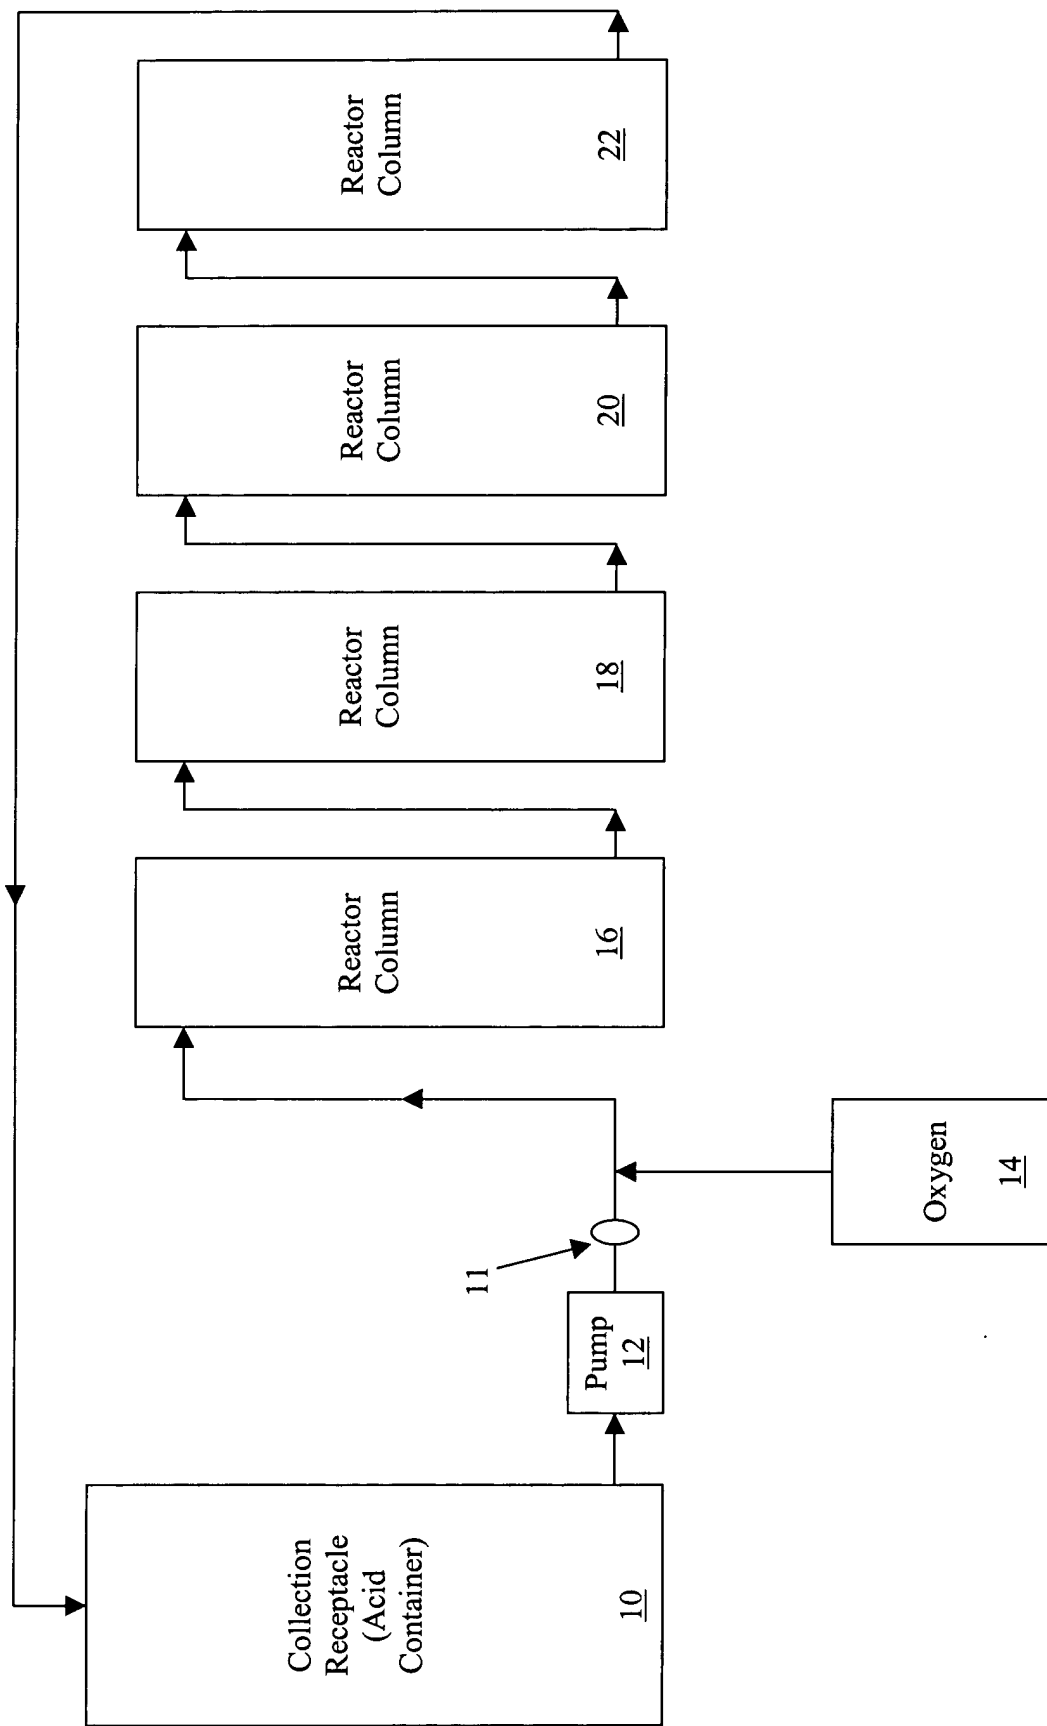 Collection
Receptacle
(Acid
Container)
10
Pump
12
11
Oxygen
14
Reactor
Column
16
Reactor
Column
18
Reactor
Column
20
Reactor
Column
22